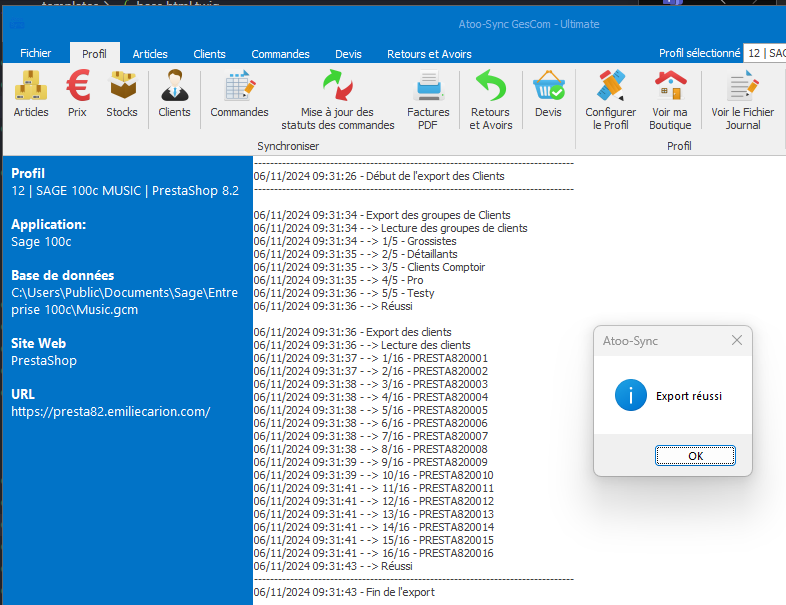 templates > base.html.twig
Atoo-Sync GesCom - Ultimate
Fichier Profil Articles Clients Commandes Devis Retours et Avoirs Profil sélectionné 12 | SAG
Articles Prix Stocks Clients Commandes Mise à jour des statuts des commandes Factures PDF Retours et Avoirs Devis Configurer le Profil Voir ma Boutique Voir le Fichier Journal
Synchroniser Profil
Profil
12 | SAGE 100c MUSIC | PrestaShop 8.2
Application:
Sage 100c
Base de données
C:\Users\Public\Documents\Sage\Entre
prise 100c\Music.gcm
Site Web
PrestaShop
URL
https://presta82.emiliecarion.com/
06/11/2024 09:31:26 - Début de l'export des Clients
06/11/2024 09:31:34 - Export des groupes de Clients
06/11/2024 09:31:34 - --> Lecture des groupes de clients
06/11/2024 09:31:34 - --> 1/5 - Grossistes
06/11/2024 09:31:35 - --> 2/5 - Détaillants
06/11/2024 09:31:35 - --> 3/5 - Clients Comptoir
06/11/2024 09:31:35 - --> 4/5 - Pro
06/11/2024 09:31:36 - --> 5/5 - Testy
06/11/2024 09:31:36 - --> Réussi
06/11/2024 09:31:36 - Export des clients
06/11/2024 09:31:36 - --> Lecture des clients
06/11/2024 09:31:37 - --> 1/16 - PRESTA820001
06/11/2024 09:31:37 - --> 2/16 - PRESTA820002
06/11/2024 09:31:38 - --> 3/16 - PRESTA820003
06/11/2024 09:31:38 - --> 4/16 - PRESTA820004
06/11/2024 09:31:38 - --> 5/16 - PRESTA820005
06/11/2024 09:31:38 - --> 6/16 - PRESTA820006
06/11/2024 09:31:38 - --> 7/16 - PRESTA820007
06/11/2024 09:31:38 - --> 8/16 - PRESTA820008
06/11/2024 09:31:39 - --> 9/16 - PRESTA820009
06/11/2024 09:31:39 - --> 10/16 - PRESTA820010
06/11/2024 09:31:41 - --> 11/16 - PRESTA820011
06/11/2024 09:31:41 - --> 12/16 - PRESTA820012
06/11/2024 09:31:41 - --> 13/16 - PRESTA820013
06/11/2024 09:31:41 - --> 14/16 - PRESTA820014
06/11/2024 09:31:41 - --> 15/16 - PRESTA820015
06/11/2024 09:31:41 - --> 16/16 - PRESTA820016
06/11/2024 09:31:43 - --> Réussi
06/11/2024 09:31:43 - Fin de l'export
Atoo-Sync
Export réussi
OK